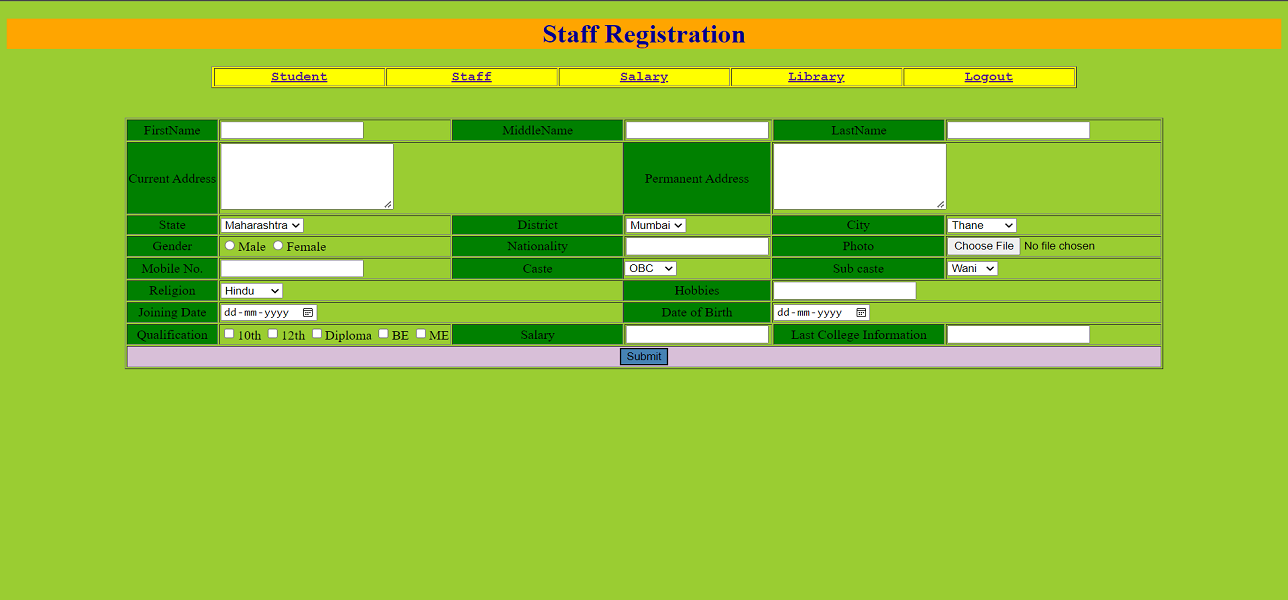 Staff Registration
Student Staff Salary Library Logout
FirstName MiddleName LastName
Current Address Permanent Address
State Maharashtra District Mumbai City Thane
Gender Male Female Nationality Photo Choose File No file chosen
Mobile No. Caste OBC Sub caste Wani
Religion Hindu Hobbies
Joining Date dd-mm-yyyy Date of Birth dd-mm-yyyy
Qualification 10th 12th Diploma BE ME Salary Last College Information
Submit